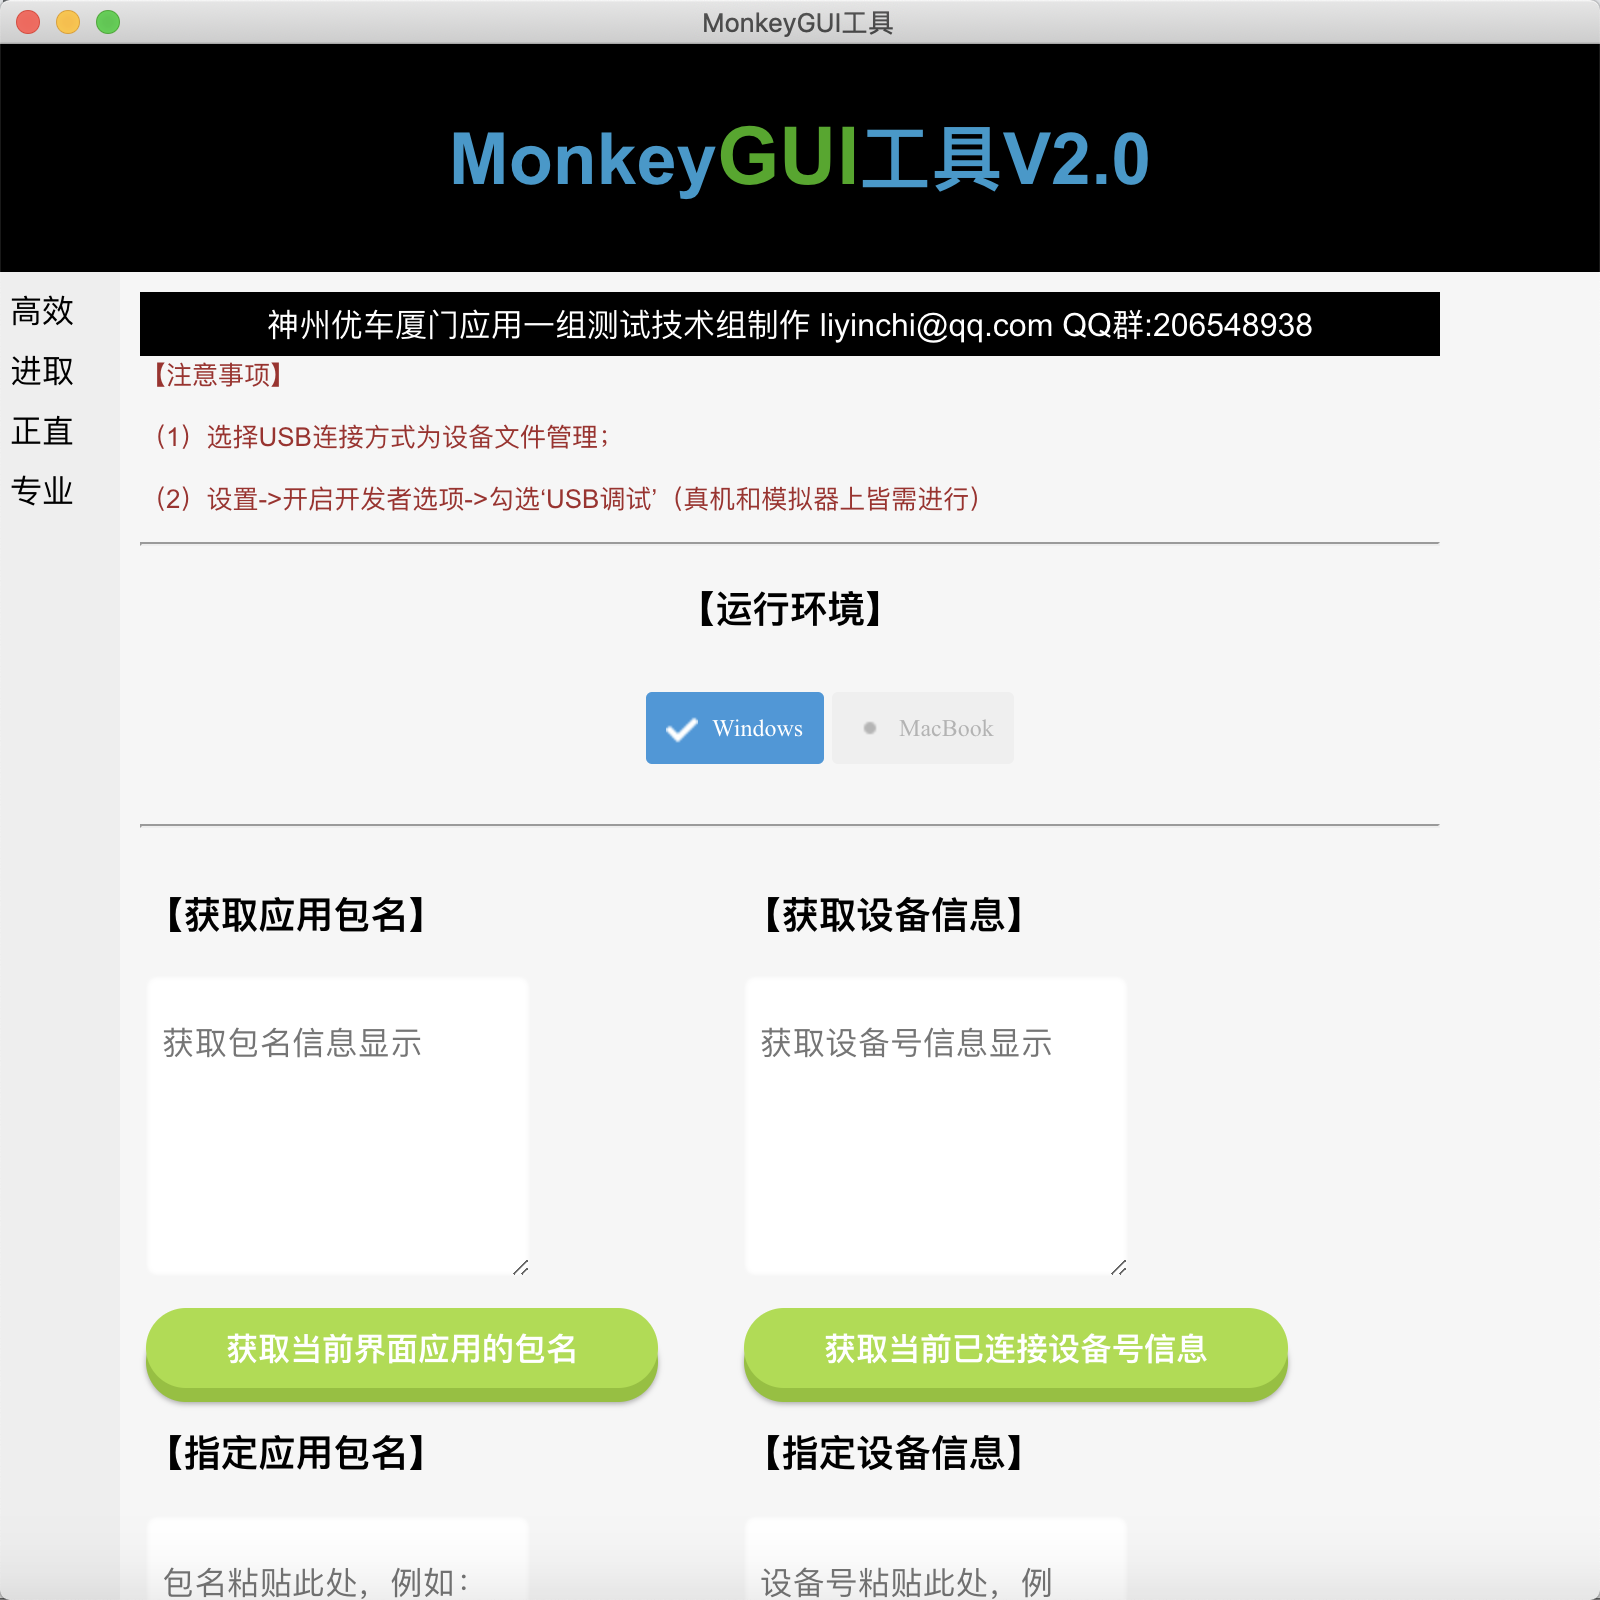 MonkeyGUI工具
MonkeyGUI工具V2.0
高效
进取
正直
专业
神州优车厦门应用一组测试技术组制作 liyinchi@qq.com QQ群:206548938
【注意事项】
（1）选择USB连接方式为设备文件管理；
（2）设置->开启开发者选项->勾选‘USB调试’（真机和模拟器上皆需进行）
【运行环境】
Windows
MacBook
【获取应用包名】
【获取设备信息】
获取包名信息显示
获取设备号信息显示
获取当前界面应用的包名
获取当前已连接设备号信息
【指定应用包名】
【指定设备信息】
包名粘贴此处，例如：
设备号粘贴此处，例